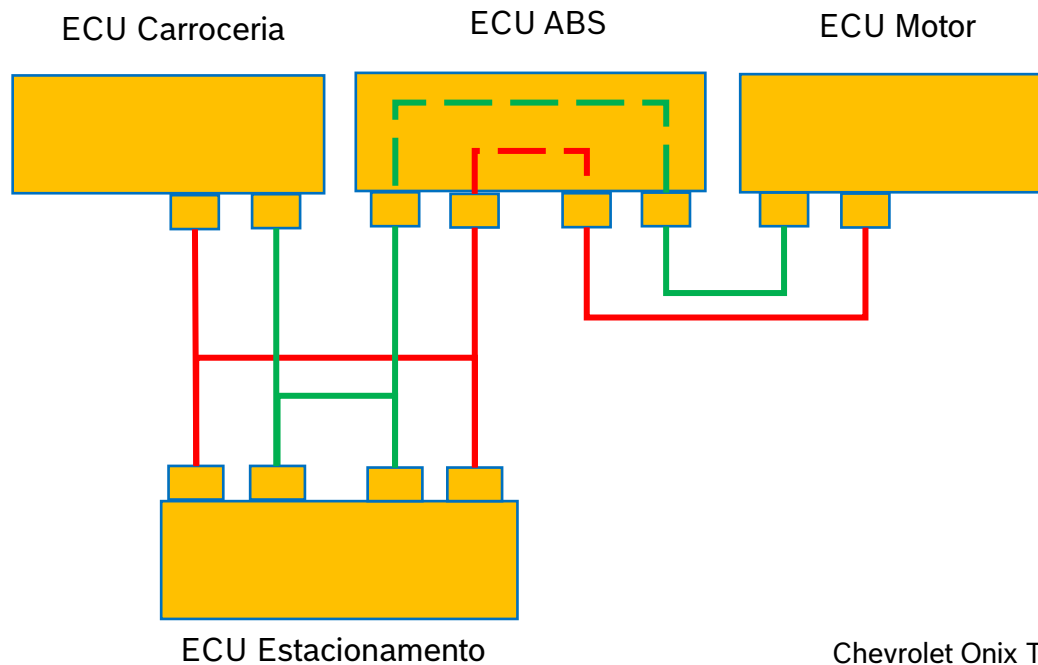 ECU Carroceria
ECU ABS
ECU Motor
ECU Estacionamento
Chevrolet Onix T